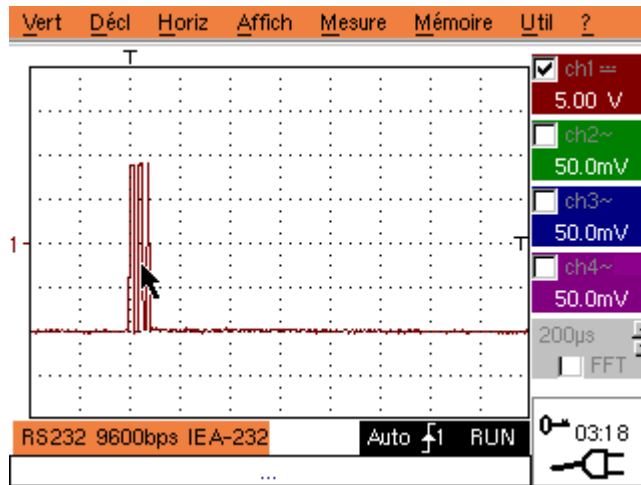 Vert Décl Horiz Affich Mesure Mémoire Util ?
T
ch1
5.00 V
ch2~
50.0mV
ch3~
50.0mV
ch4~
50.0mV
1
T
200µs
FFT
RS232 9600bps IEA-232
Auto 1 RUN
03:18
...